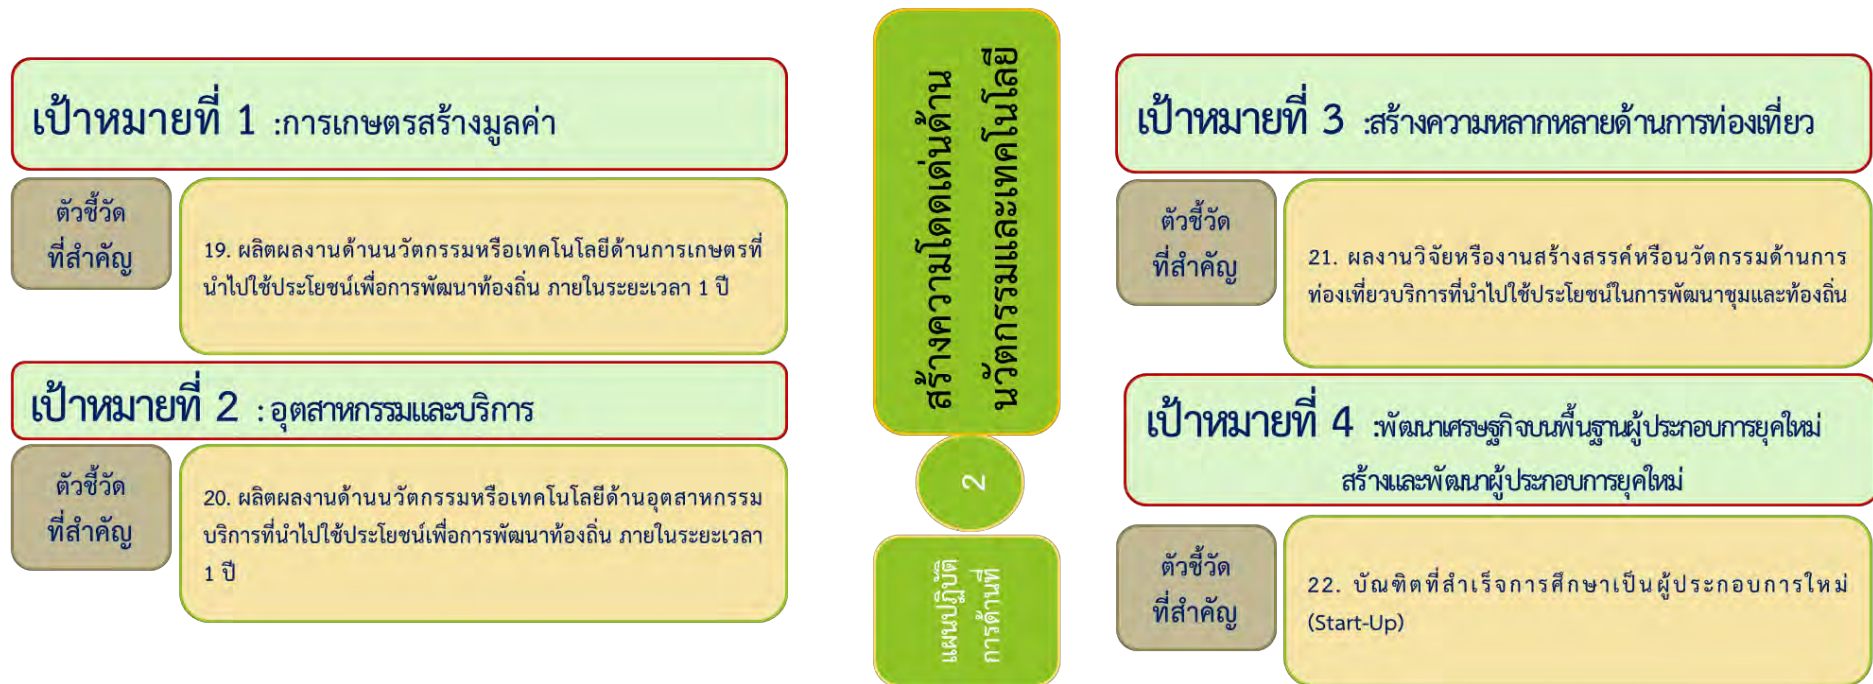 เป้าหมายที่ 1 :การเกษตรสร้างมูลค่า
ตัวชี้วัด
ที่สำคัญ
19. ผลิตผลงานด้านนวัตกรรมหรือเทคโนโลยีด้านการเกษตรที่
นำไปใช้ประโยชน์เพื่อการพัฒนาท้องถิ่น ภายในระยะเวลา 1 ปี
เป้าหมายที่ 2 : อุตสาหกรรมและบริการ
ตัวชี้วัด
ที่สำคัญ
20. ผลิตผลงานด้านนวัตกรรมหรือเทคโนโลยีด้านอุตสาหกรรม
บริการที่นำไปใช้ประโยชน์เพื่อการพัฒนาท้องถิ่น ภายในระยะเวลา
1 ปี
แผนปฏิบัติ
การด้านที่
2
สร้างความโดดเด่นด้าน
นวัตกรรมและเทคโนโลยี
เป้าหมายที่ 3 :สร้างความหลากหลายด้านการท่องเที่ยว
ตัวชี้วัด
ที่สำคัญ
21. ผลงานวิจัยหรืองานสร้างสรรค์หรือนวัตกรรมด้านการ
ท่องเที่ยวบริการที่นำไปใช้ประโยชน์ในการพัฒนาชุมและท้องถิ่น
เป้าหมายที่ 4 :พัฒนาเศรษฐกิจบนพื้นฐานผู้ประกอบการยุคใหม่
สร้างและพัฒนาผู้ประกอบการยุคใหม่
ตัวชี้วัด
ที่สำคัญ
22. บัณฑิตที่สำเร็จการศึกษาเป็นผู้ประกอบการใหม่
(Start-Up)